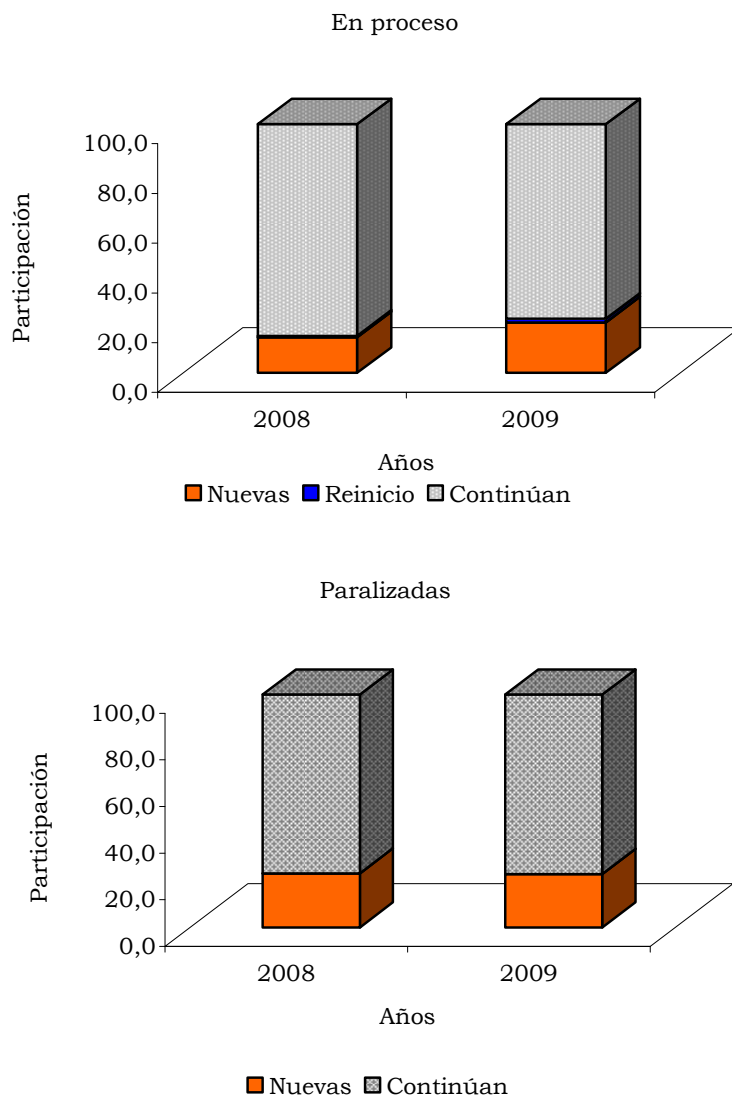 En proceso
100,0
80,0
60,0
40,0
20,0
0,0
Participación
2008 2009
Años
Nuevas Reinicio Continúan
Paralizadas
100,0
80,0
60,0
40,0
20,0
0,0
Participación
2008 2009
Años
Nuevas Continúan